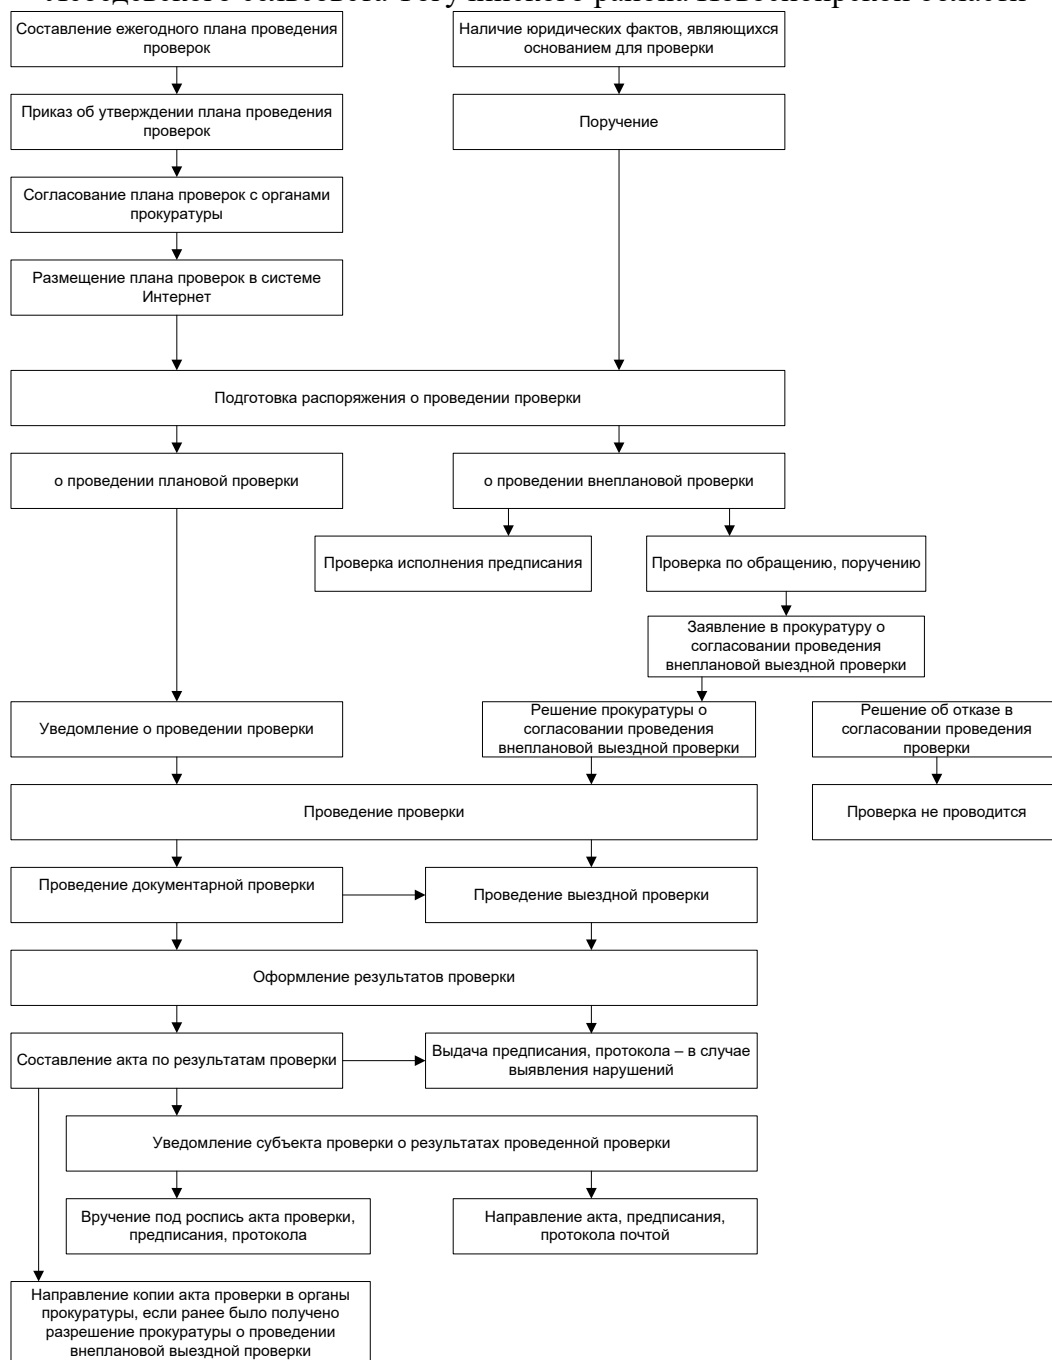 Лебедевского сельсовета Тогучинского района Новосибирской области
Составление ежегодного плана проведения
проверок
Наличие юридических фактов, являющихся
основанием для проверки
Приказ об утверждении плана проведения
проверок
Поручение
Согласование плана проверок с органами
прокуратуры
Размещение плана проверок в системе
Интернет
Подготовка распоряжения о проведении проверки
о проведении плановой проверки
о проведении внеплановой проверки
Проверка исполнения предписания
Проверка по обращению, поручению
Заявление в прокуратуру о
согласовании проведения
внеплановой выездной проверки
Уведомление о проведении проверки
Решение прокуратуры о
согласовании проведения
внеплановой выездной проверки
Решение об отказе в
согласовании проведения
проверки
Проведение проверки
Проверка не проводится
Проведение документарной проверки
Проведение выездной проверки
Оформление результатов проверки
Составление акта по результатам проверки
Выдача предписания, протокола – в случае
выявления нарушений
Уведомление субъекта проверки о результатах проведенной проверки
Вручение под роспись акта проверки,
предписания, протокола
Направление акта, предписания,
протокола почтой
Направление копии акта проверки в органы
прокуратуры, если ранее было получено
разрешение прокуратуры о проведении
внеплановой выездной проверки